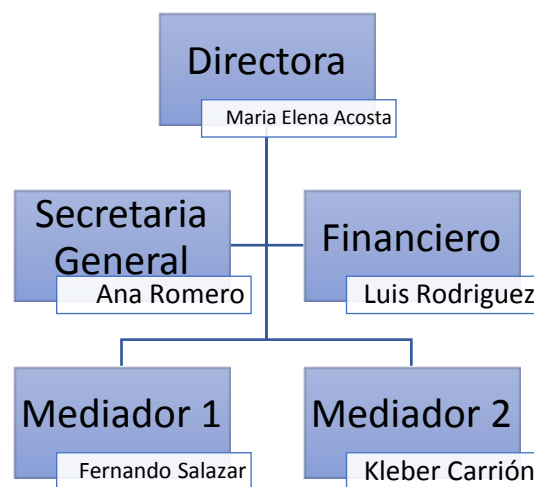 Directora
Maria Elena Acosta
Secretaria
General
Ana Romero
Financiero
Luis Rodriguez
Mediador 1
Fernando Salazar
Mediador 2
Kleber Carrión